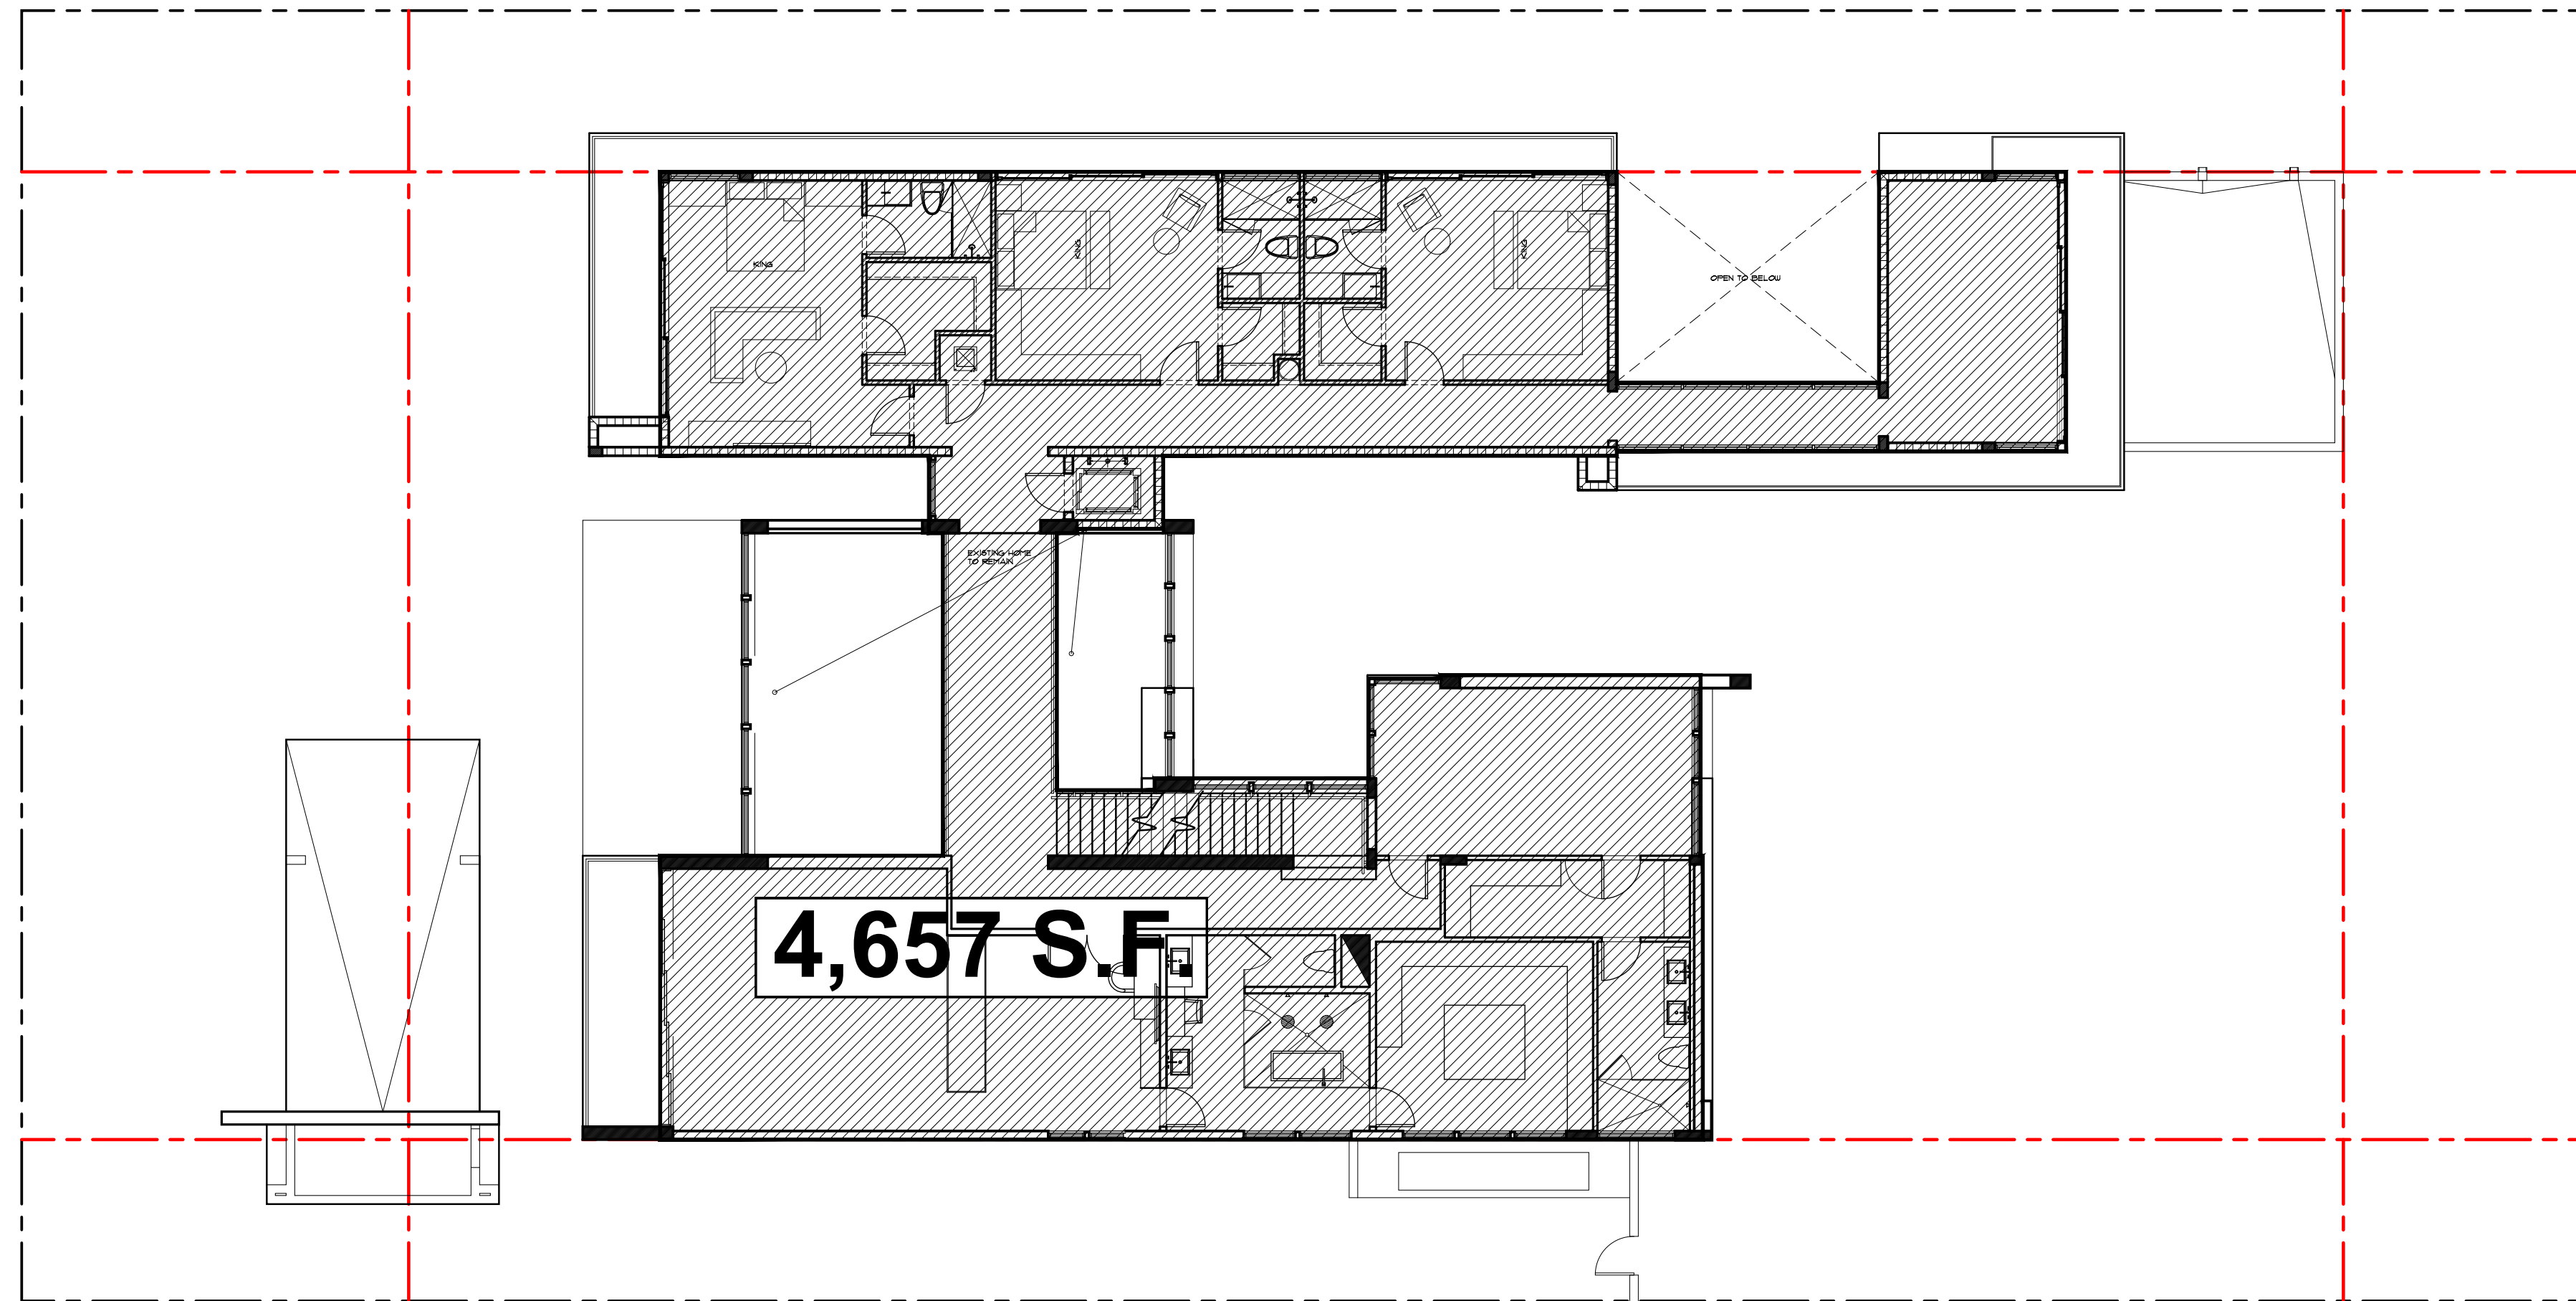 KING
KING
KING
OPEN TO BELOW
EXISTING HOME
TO REMAIN
4,657 S.F.